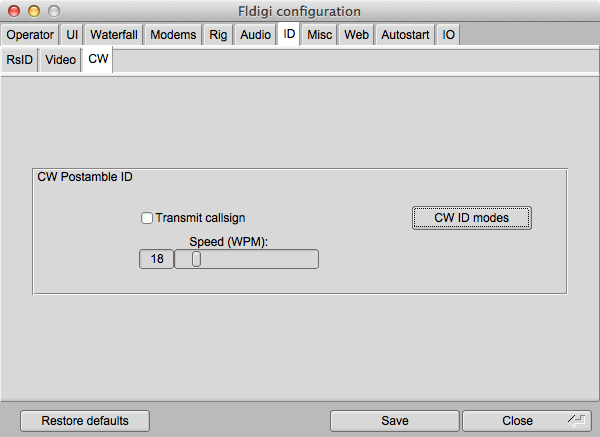 Fldigi configuration
Operator UI Waterfall Modems Rig Audio ID Misc Web Autostart IO
RsID Video CW
CW Postamble ID
Transmit callsign CW ID modes
Speed (WPM):
18
Restore defaults Save Close